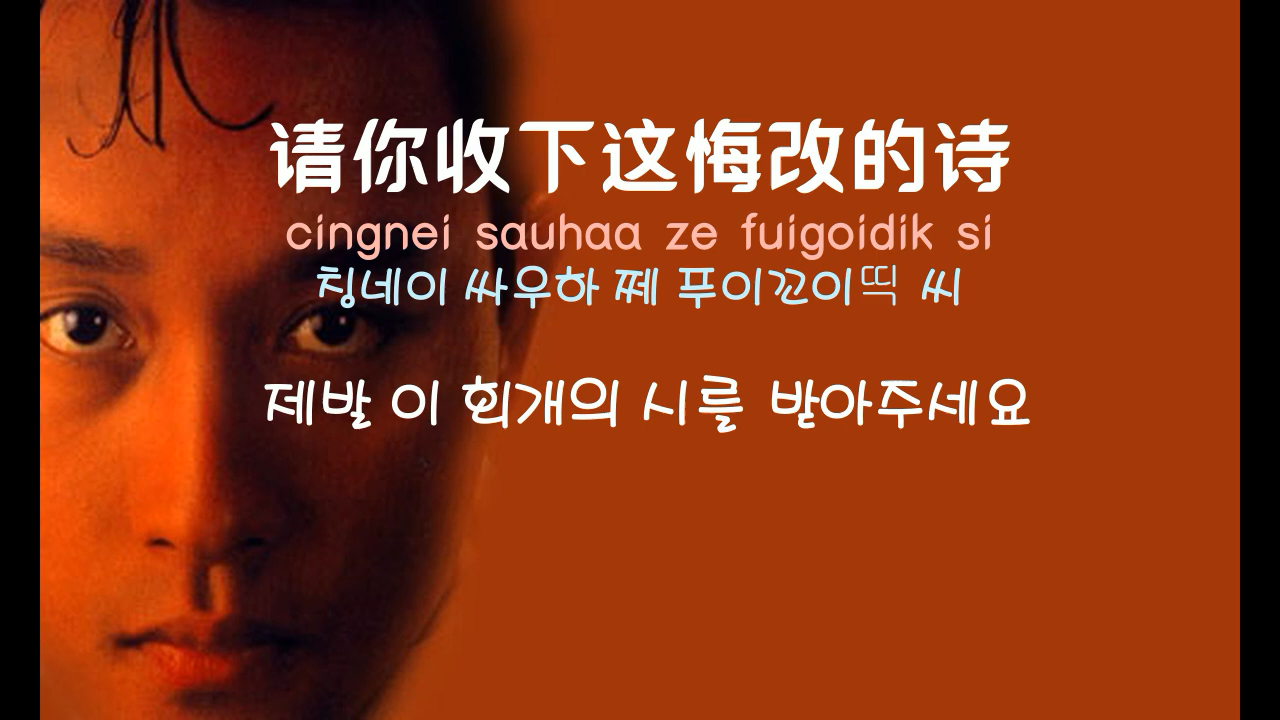 请你收下这悔改的诗
cingnei sauhaa ze fuigoidik si
칭네이 싸우하 쩨 푸이꼬이띡 씨
제발 이 회개의 시를 받아주세요